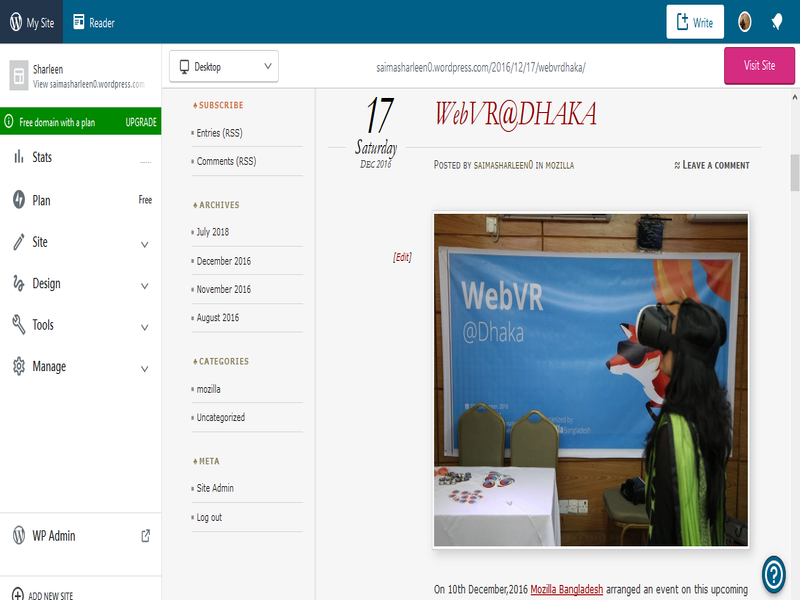 My Site
Reader
Write
Sharleen
View saimasharleen0.wordpress.com
Desktop
saimasharleen0.wordpress.com/2016/12/17/webvrdhaka/
Visit Site
Free domain with a plan
UPGRADE
Stats
Plan
Free
Site
Design
Tools
Manage
WP Admin
ADD NEW SITE
SUBSCRIBE
Entries (RSS)
Comments (RSS)
ARCHIVES
July 2018
December 2016
November 2016
August 2016
CATEGORIES
mozilla
Uncategorized
META
Site Admin
Log out
17
Saturday
DEC 2016
WebVR@DHAKA
POSTED BY SAIMASHARLEEN0 IN MOZILLA
≈ LEAVE A COMMENT
[Edit]
WebVR
@Dhaka
Bangladesh
On 10th December,2016 Mozilla Bangladesh arranged an event on this upcoming